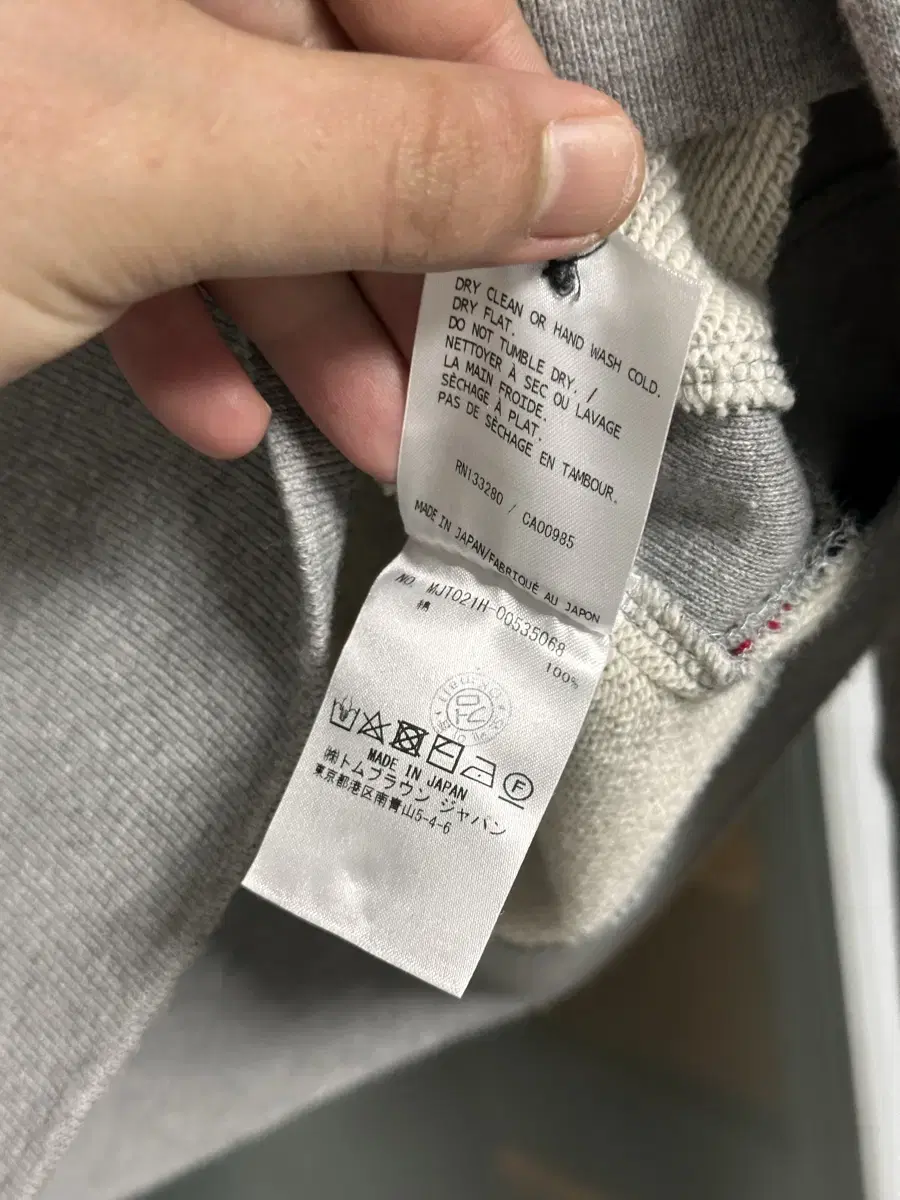 DRY CLEAN OR HAND WASH COLD.
DRY FLAT.
DO NOT TUMBLE DRY. /
NETTOYER À SEC OU LAVAGE
LA MAIN FROIDE.
SÈCHAGE À PLAT.
PAS DE SÈCHAGE EN TAMBOUR.
RN133280 / CA00985
MADE IN JAPAN/FABRIQUÉ AU JAPON
NO. MJT021H-00535068
綿 100%
F
MADE IN JAPAN
㈱トムブラウン ジャパン
東京都港区南青山5-4-6